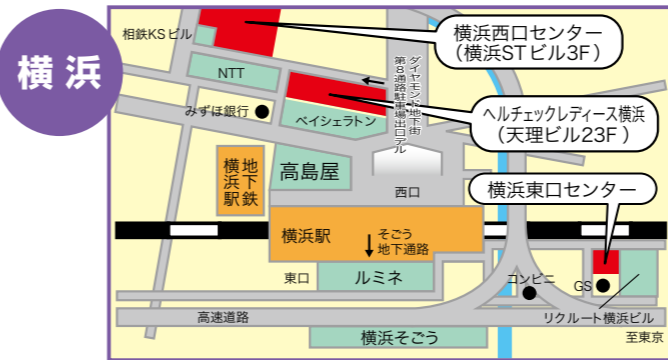 横浜
相鉄KSビル
NTT
みずほ銀行
ベイシェラトン
ダイヤモンド地下街
第8通路駐車場出口デル
横浜西口センター
（横浜STビル3F）
ヘルチェックレディース横浜
（天理ビル23F）
横浜東口センター
地下鉄
横浜駅
高島屋
西口
横浜駅
そごう
地下通路
東口
ルミネ
コンビニ
GS
高速道路
リクルート横浜ビル
横浜そごう
至東京